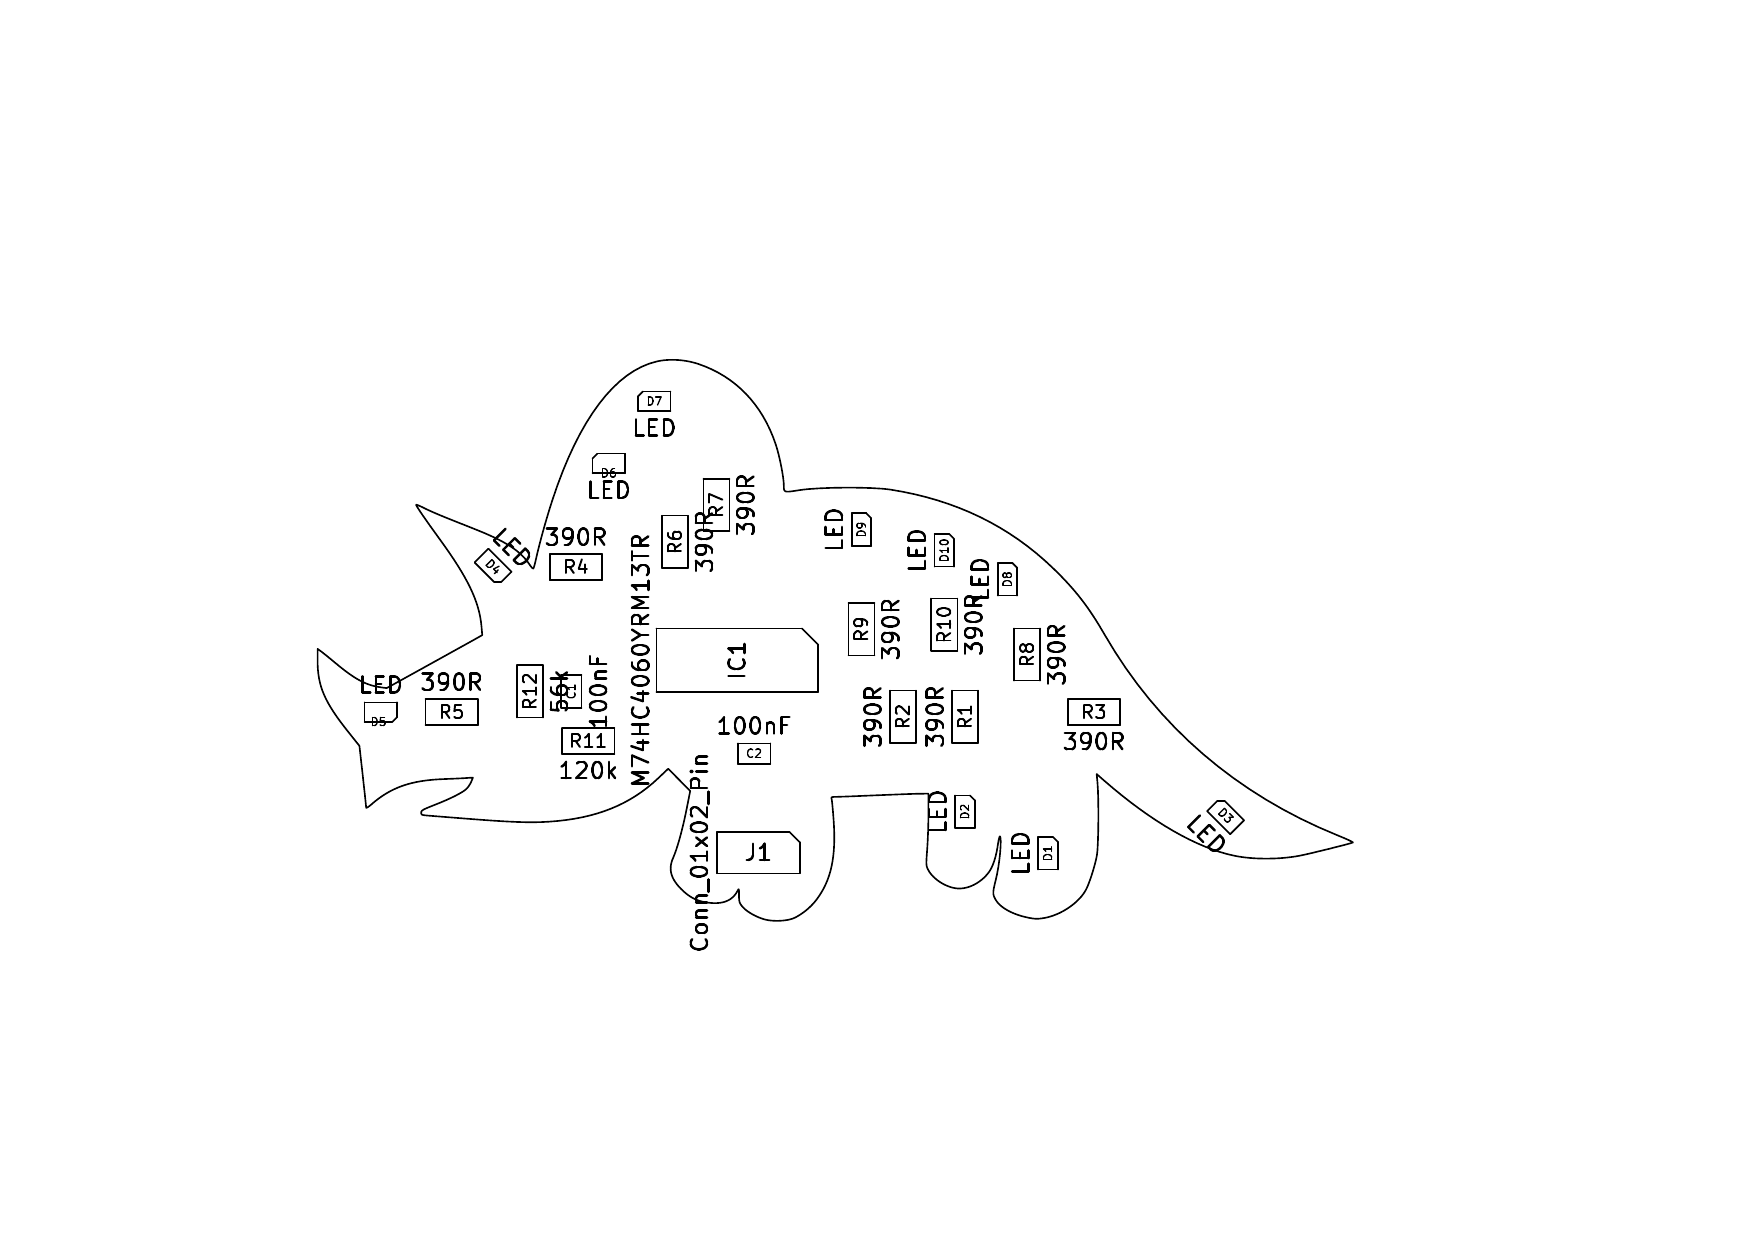 D7
LED
D6
LED
R7
390R
R6
390R
LED
D4
390R
R4
LED
D9
LED
D10
LED
D8
M74HC4060YRM13TR
IC1
R9
390R
R10
390R
R8
390R
LED
D5
390R
R5
R12
56k
C1
100nF
R11
120k
100nF
C2
390R
R2
390R
R1
R3
390R
Conn_01x02_Pin
J1
LED
D2
LED
D1
D3
LED